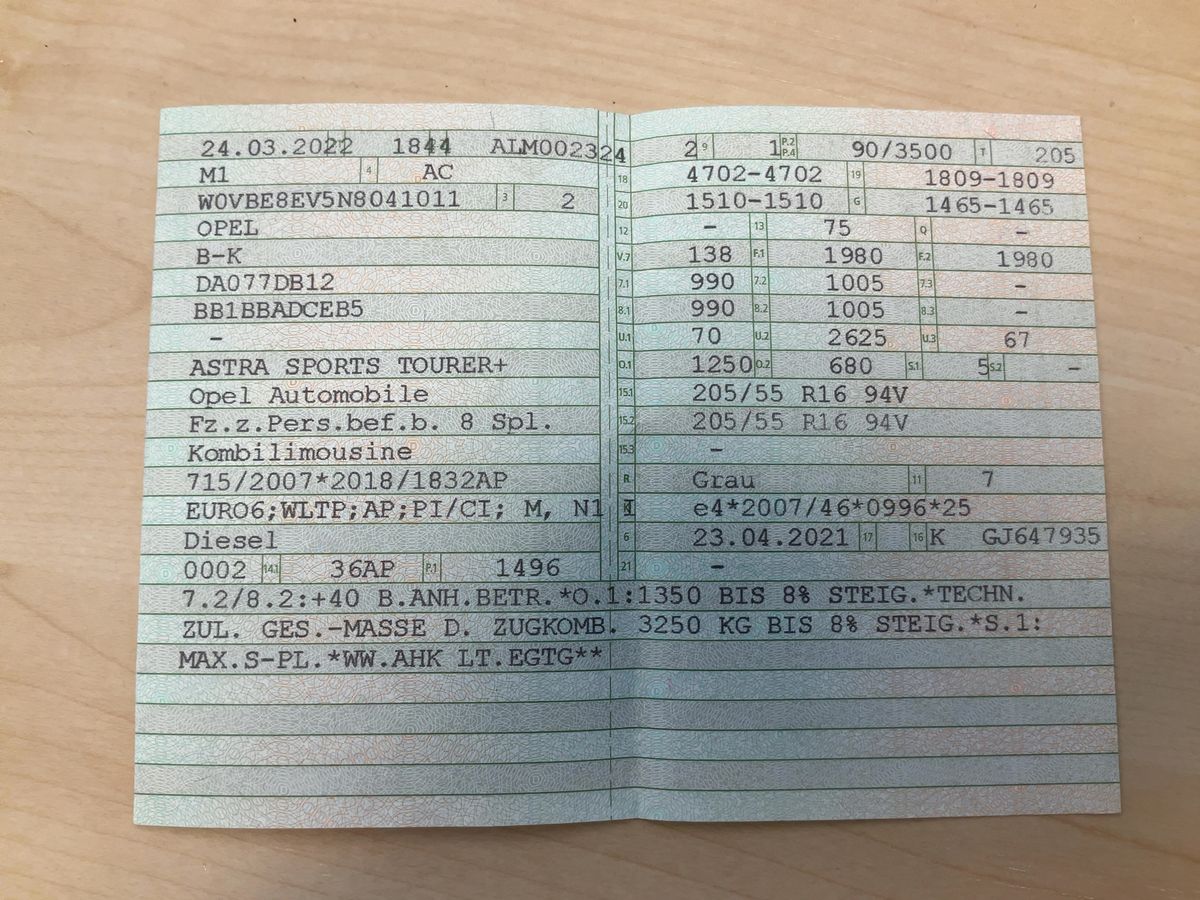 24.03.2022 1844 ALM002324 2 9 1 P.2 P.4 90/3500 T 205
M1 4 AC 18 4702-4702 19 1809-1809
W0VBE8EV5N8041011 3 2 20 1510-1510 G 1465-1465
OPEL 12 - 13 75 Q -
B-K V.7 138 F.1 1980 F.2 1980
DA077DB12 7.1 990 7.2 1005 7.3 -
BB1BBADCEB5 8.1 990 8.2 1005 8.3 -
- U.1 70 U.2 2625 U.3 67
ASTRA SPORTS TOURER+ O.1 1250 O.2 680 S.1 5 S.2 -
Opel Automobile 15.1 205/55 R16 94V
Fz.z.Pers.bef.b. 8 Spl. 15.2 205/55 R16 94V
Kombilimousine 15.3 -
715/2007*2018/1832AP R Grau 11 7
EURO6;WLTP;AP;PI/CI; M, N1 I K e4*2007/46*0996*25
Diesel 6 23.04.2021 17 16 K GJ647935
0002 14.1 36AP P.1 1496 21 -
7.2/8.2:+40 B.ANH.BETR.*O.1:1350 BIS 8% STEIG.*TECHN.
ZUL. GES.-MASSE D. ZUGKOMB. 3250 KG BIS 8% STEIG.*S.1:
MAX.S-PL.*WW.AHK LT.EGTG**